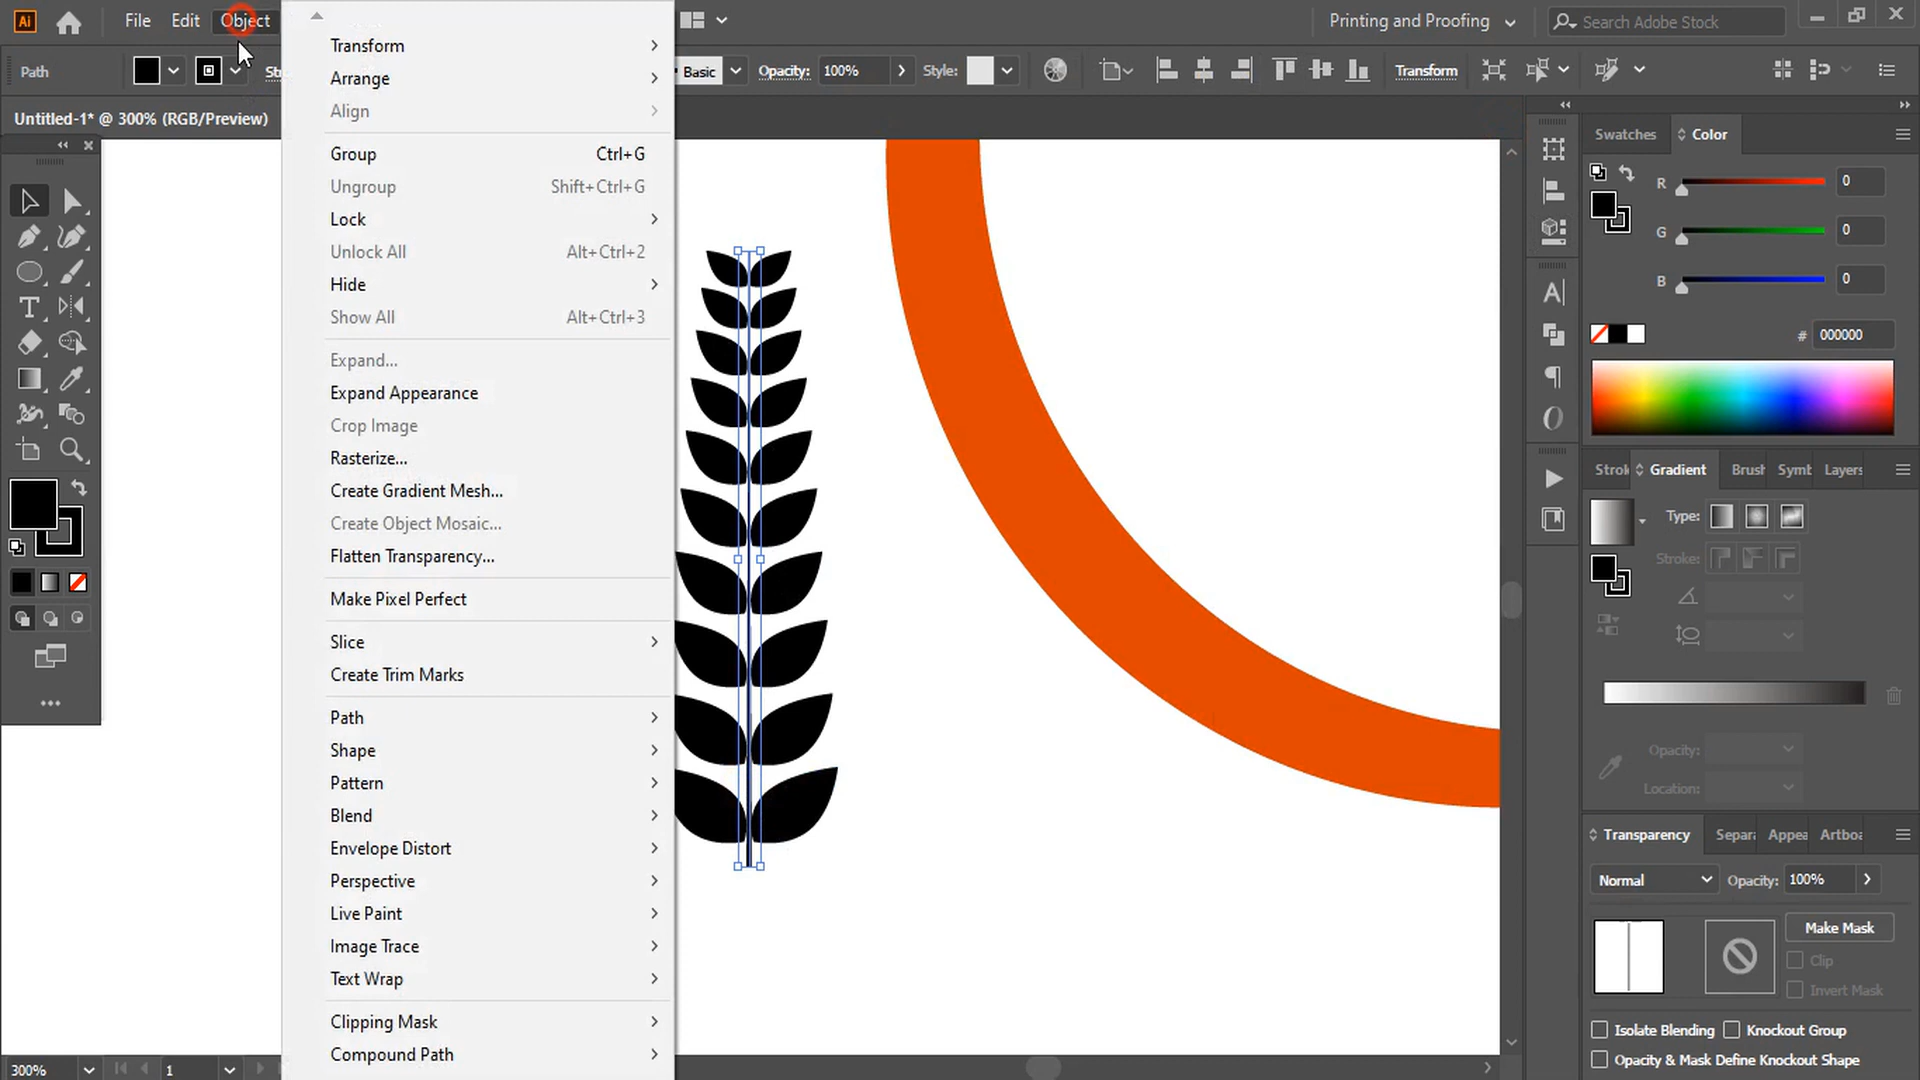 Ai File Edit Object Printing and Proofing Search Adobe Stock
Path Basic Opacity: 100% Style: Transform
Untitled-1* @ 300% (RGB/Preview)
Transform
Arrange
Align
Group Ctrl+G
Ungroup Shift+Ctrl+G
Lock
Unlock All Alt+Ctrl+2
Hide
Show All Alt+Ctrl+3
Expand...
Expand Appearance
Crop Image
Rasterize...
Create Gradient Mesh...
Create Object Mosaic...
Flatten Transparency...
Make Pixel Perfect
Slice
Create Trim Marks
Path
Shape
Pattern
Blend
Envelope Distort
Perspective
Live Paint
Image Trace
Text Wrap
Clipping Mask
Compound Path
Swatches Color
R 0
G 0
B 0
# 000000
Strok Gradient Brush Symb Layers
Type:
Stroke:
Opacity:
Location:
Transparency Separa Appea Artboa
Normal Opacity: 100%
Make Mask
Clip
Invert Mask
Isolate Blending Knockout Group
Opacity & Mask Define Knockout Shape
300% 1